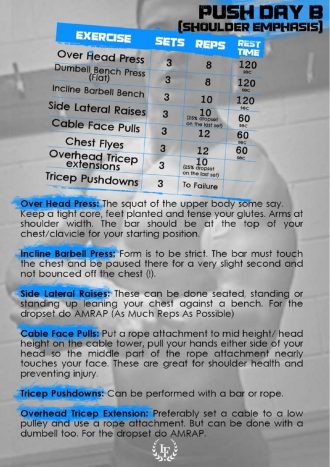 PUSH DAY B
(SHOULDER EMPHASIS)
EXERCISE SETS REPS REST TIME
Over Head Press 3 8 120 sec
Dumbell Bench Press (Flat) 3 8 120 sec
Incline Barbell Bench 3 10 120 sec
Side Lateral Raises 3 10 (25% dropset on the last set) 60 sec
Cable Face Pulls 3 12 60 sec
Chest Flyes 3 12 60 sec
Overhead Tricep extensions 3 10 (25% dropset on the last set)
Tricep Pushdowns 3 To Failure
Over Head Press: The squat of the upper body some say.
Keep a tight core, feet planted and tense your glutes. Arms at
shoulder width. The bar should be at the top of your
chest/clavicle for your starting position.
Incline Barbell Press: Form is to be strict. The bar must touch
the chest and be paused there for a very slight second and
not bounced off the chest (!).
Side Lateral Raises: These can be done seated, standing or
standing up leaning your chest against a bench. For the
dropset do AMRAP (As Much Reps As Possible)
Cable Face Pulls: Put a rope attachment to mid height/ head
height on the cable tower, pull your hands either side of your
head so the middle part of the rope attachment nearly
touches your face. These are great for shoulder health and
preventing injury.
Tricep Pushdowns: Can be performed with a bar or rope.
Overhead Tricep Extension: Preferably set a cable to a low
pulley and use a rope attachment. But can be done with a
dumbell too. For the dropset do AMRAP.